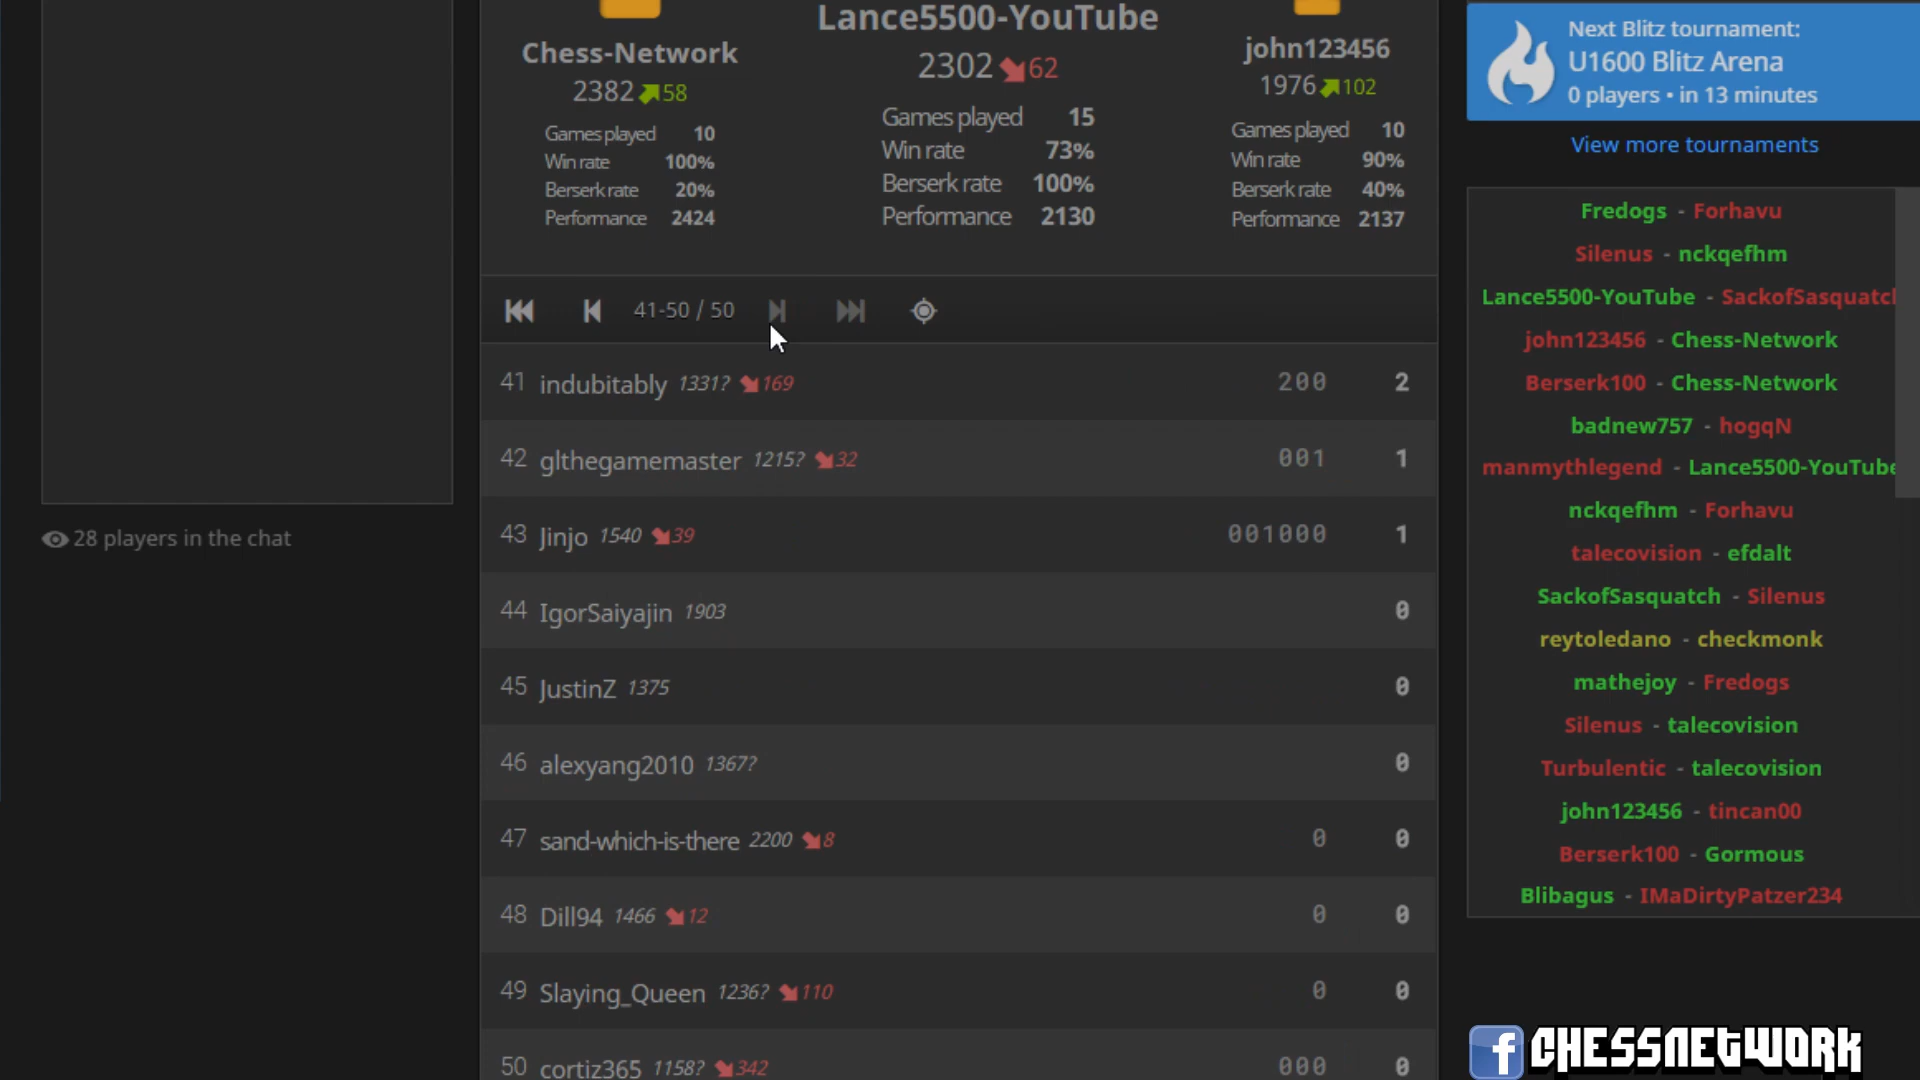 Lance5500-YouTube
Chess-Network
john123456
2382 58
2302 62
1976 102
Games played 10
Win rate 100%
Berserk rate 20%
Performance 2424
Games played 15
Win rate 73%
Berserk rate 100%
Performance 2130
Games played 10
Win rate 90%
Berserk rate 40%
Performance 2137
41-50 / 50
41 indubitably 1331? 169 200 2
42 glthegamemaster 1215? 32 001 1
43 Jinjo 1540 39 001000 1
44 IgorSaiyajin 1903 0
45 JustinZ 1375 0
46 alexyang2010 1367? 0
47 sand-which-is-there 2200 8 0 0
48 Dill94 1466 12 0 0
49 Slaying_Queen 1236? 110 0 0
50 cortiz365 1158? 342 000 0
28 players in the chat
Next Blitz tournament:
U1600 Blitz Arena
0 players • in 13 minutes
View more tournaments
Fredogs - Forhavu
Silenus - nckqefhm
Lance5500-YouTube - SackofSasquatch
john123456 - Chess-Network
Berserk100 - Chess-Network
badnew757 - hogqN
manmythlegend - Lance5500-YouTube
nckqefhm - Forhavu
talecovision - efdalt
SackofSasquatch - Silenus
reytoledano - checkmonk
mathejoy - Fredogs
Silenus - talecovision
Turbulentic - talecovision
john123456 - tincan00
Berserk100 - Gormous
Blibagus - IMaDirtyPatzer234
f CHESSNETWORK